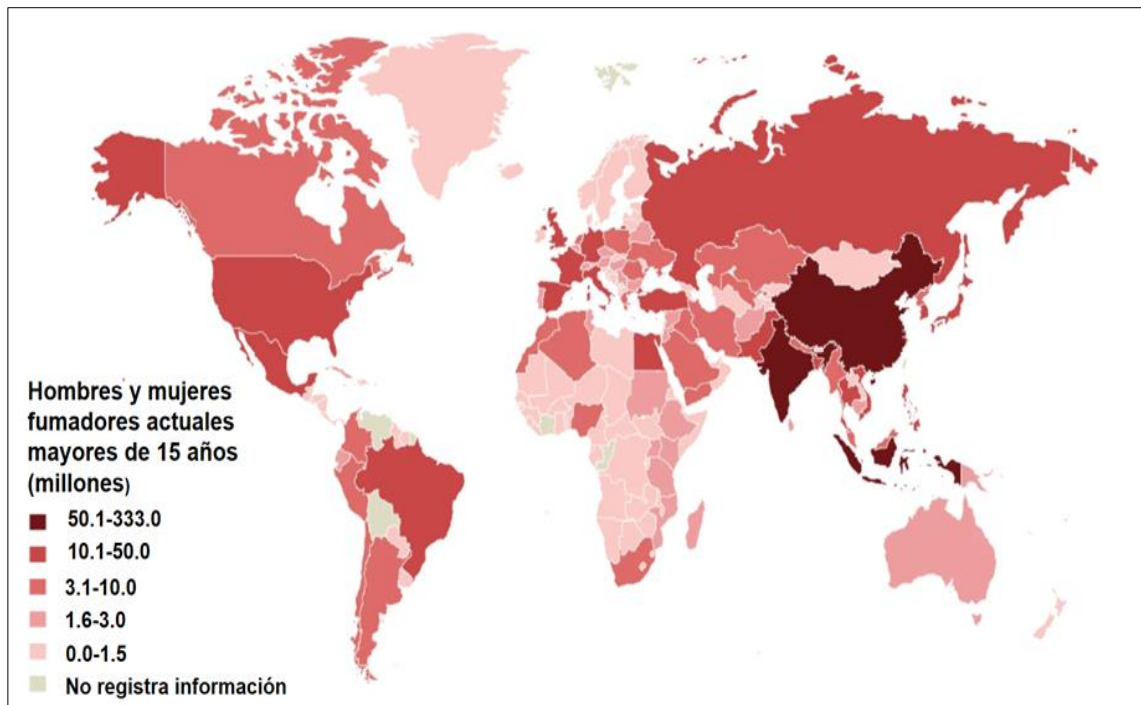 Hombres y mujeres
fumadores actuales
mayores de 15 años
(millones)
50.1-333.0
10.1-50.0
3.1-10.0
1.6-3.0
0.0-1.5
No registra información